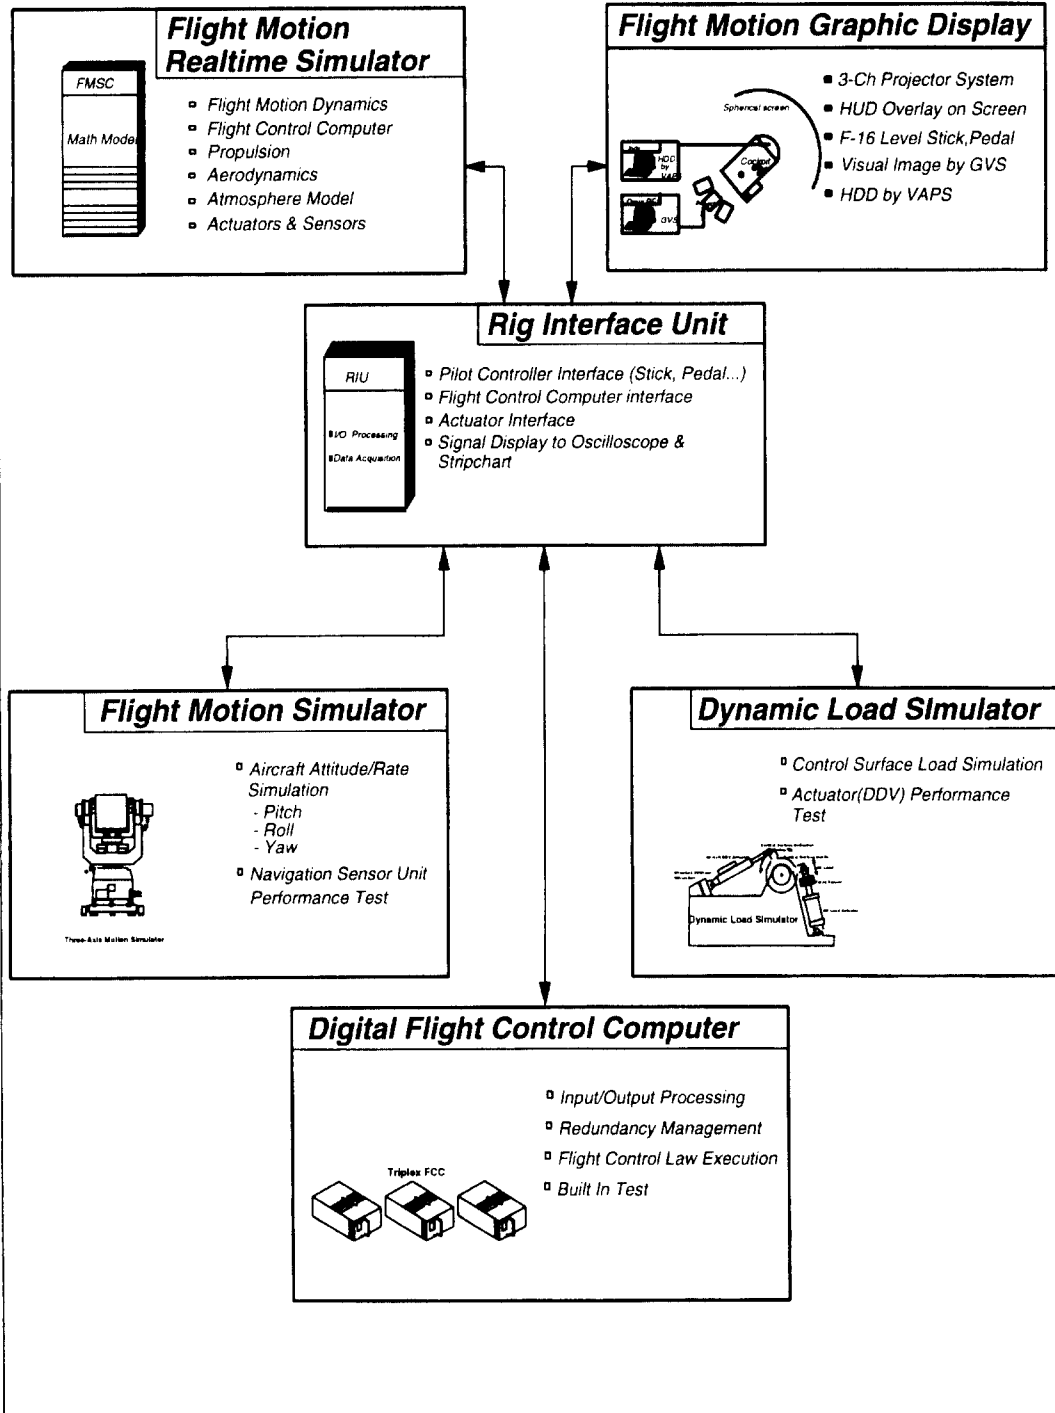 Flight Motion
Realtime Simulator
FMSC
Math Model
Flight Motion Dynamics
Flight Control Computer
Propulsion
Aerodynamics
Atmosphere Model
Actuators & Sensors
Flight Motion Graphic Display
Spherical screen
Cockpit
HDD
by
VAPS
GVS
3-Ch Projector System
HUD Overlay on Screen
F-16 Level Stick,Pedal
Visual Image by GVS
HDD by VAPS
Rig Interface Unit
RIU
I/O Processing
Data Acquisition
Pilot Controller Interface (Stick, Pedal...)
Flight Control Computer interface
Actuator Interface
Signal Display to Oscilloscope &
Stripchart
Flight Motion Simulator
Aircraft Attitude/Rate
Simulation
- Pitch
- Roll
- Yaw
Navigation Sensor Unit
Performance Test
Three-Axis Motion Simulator
Dynamic Load SImulator
Control Surface Load Simulation
Actuator(DDV) Performance
Test
Dynamic Load Simulator
Digital Flight Control Computer
Triplex FCC
Input/Output Processing
Redundancy Management
Flight Control Law Execution
Built In Test